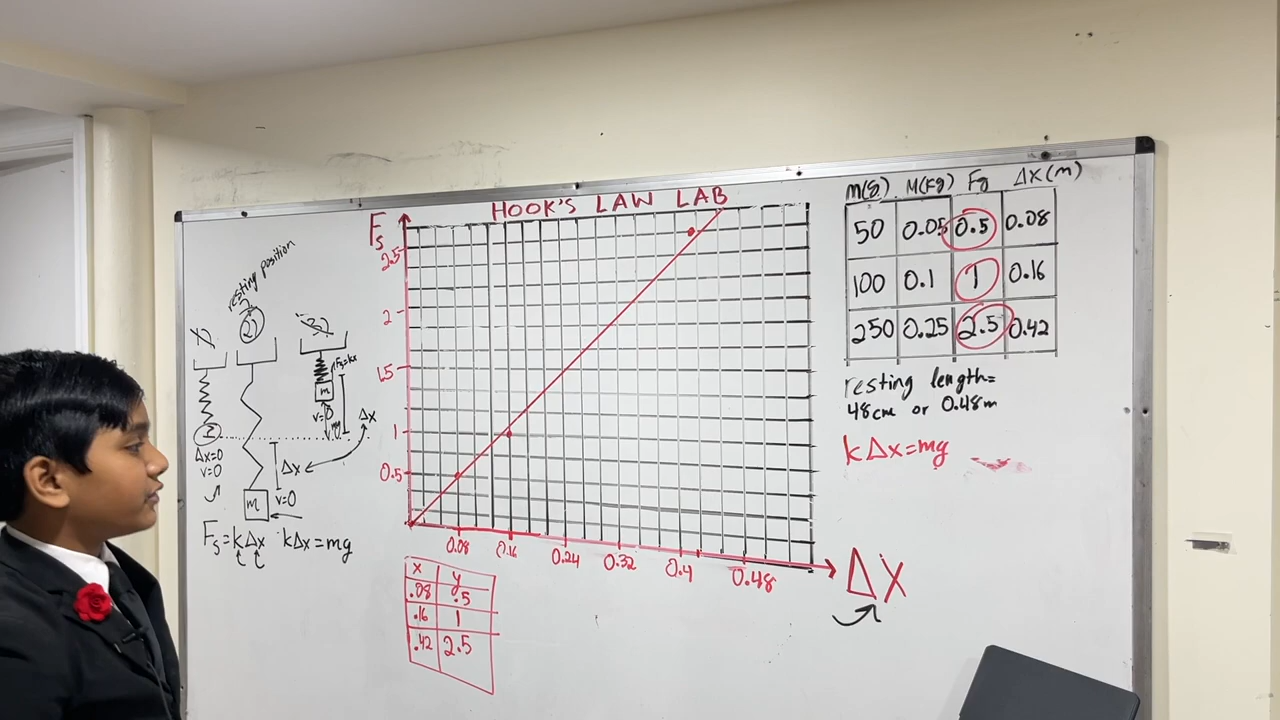 HOOK'S LAW LAB
resting position
2)
Δx=0
v=0
Δx
v=0
m
Fs=kx
m
v=0
mg
Δx
Fs=kΔx
kΔx=mg
Fs
2.5
2
1.5
1
0.5
0.08 0.16 0.24 0.32 0.4 0.48
ΔX
x y
.08 .5
.16 1
.42 2.5
M(g) M(Kg) Fg ΔX(m)
50 0.05 0.5 0.08
100 0.1 1 0.16
250 0.25 2.5 0.42
resting length=
48cm or 0.48m
kΔx=mg